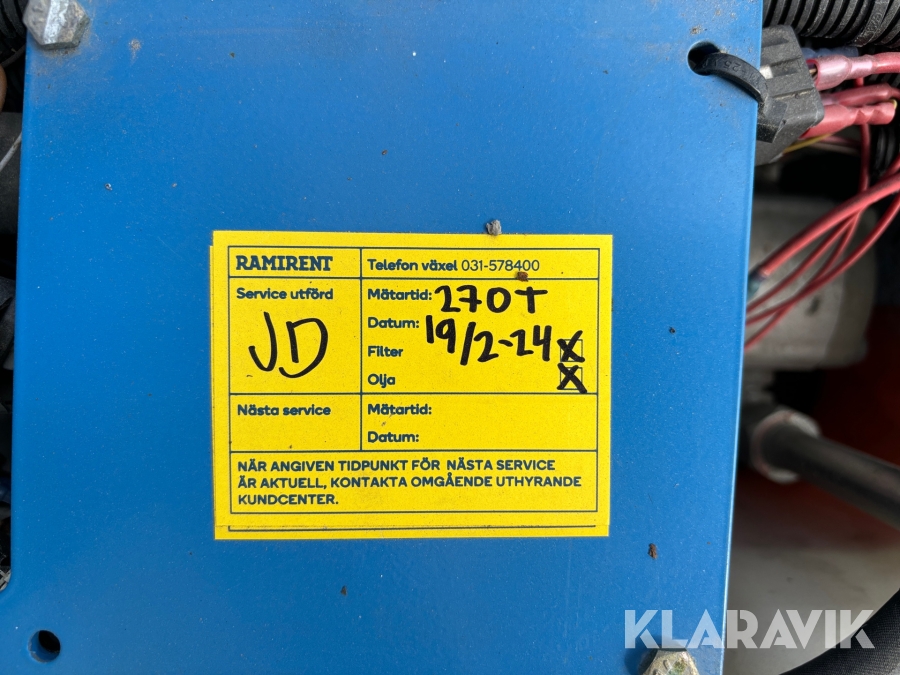 RAMIRENT
Telefon växel 031-578400
Service utförd
JD
Mätartid: 270T
Datum: 19/2-24
Filter X
Olja X
Nästa service
Mätartid:
Datum:
NÄR ANGIVEN TIDPUNKT FÖR NÄSTA SERVICE
ÄR AKTUELL, KONTAKTA OMGÅENDE UTHYRANDE
KUNDCENTER.
KLARAVIK